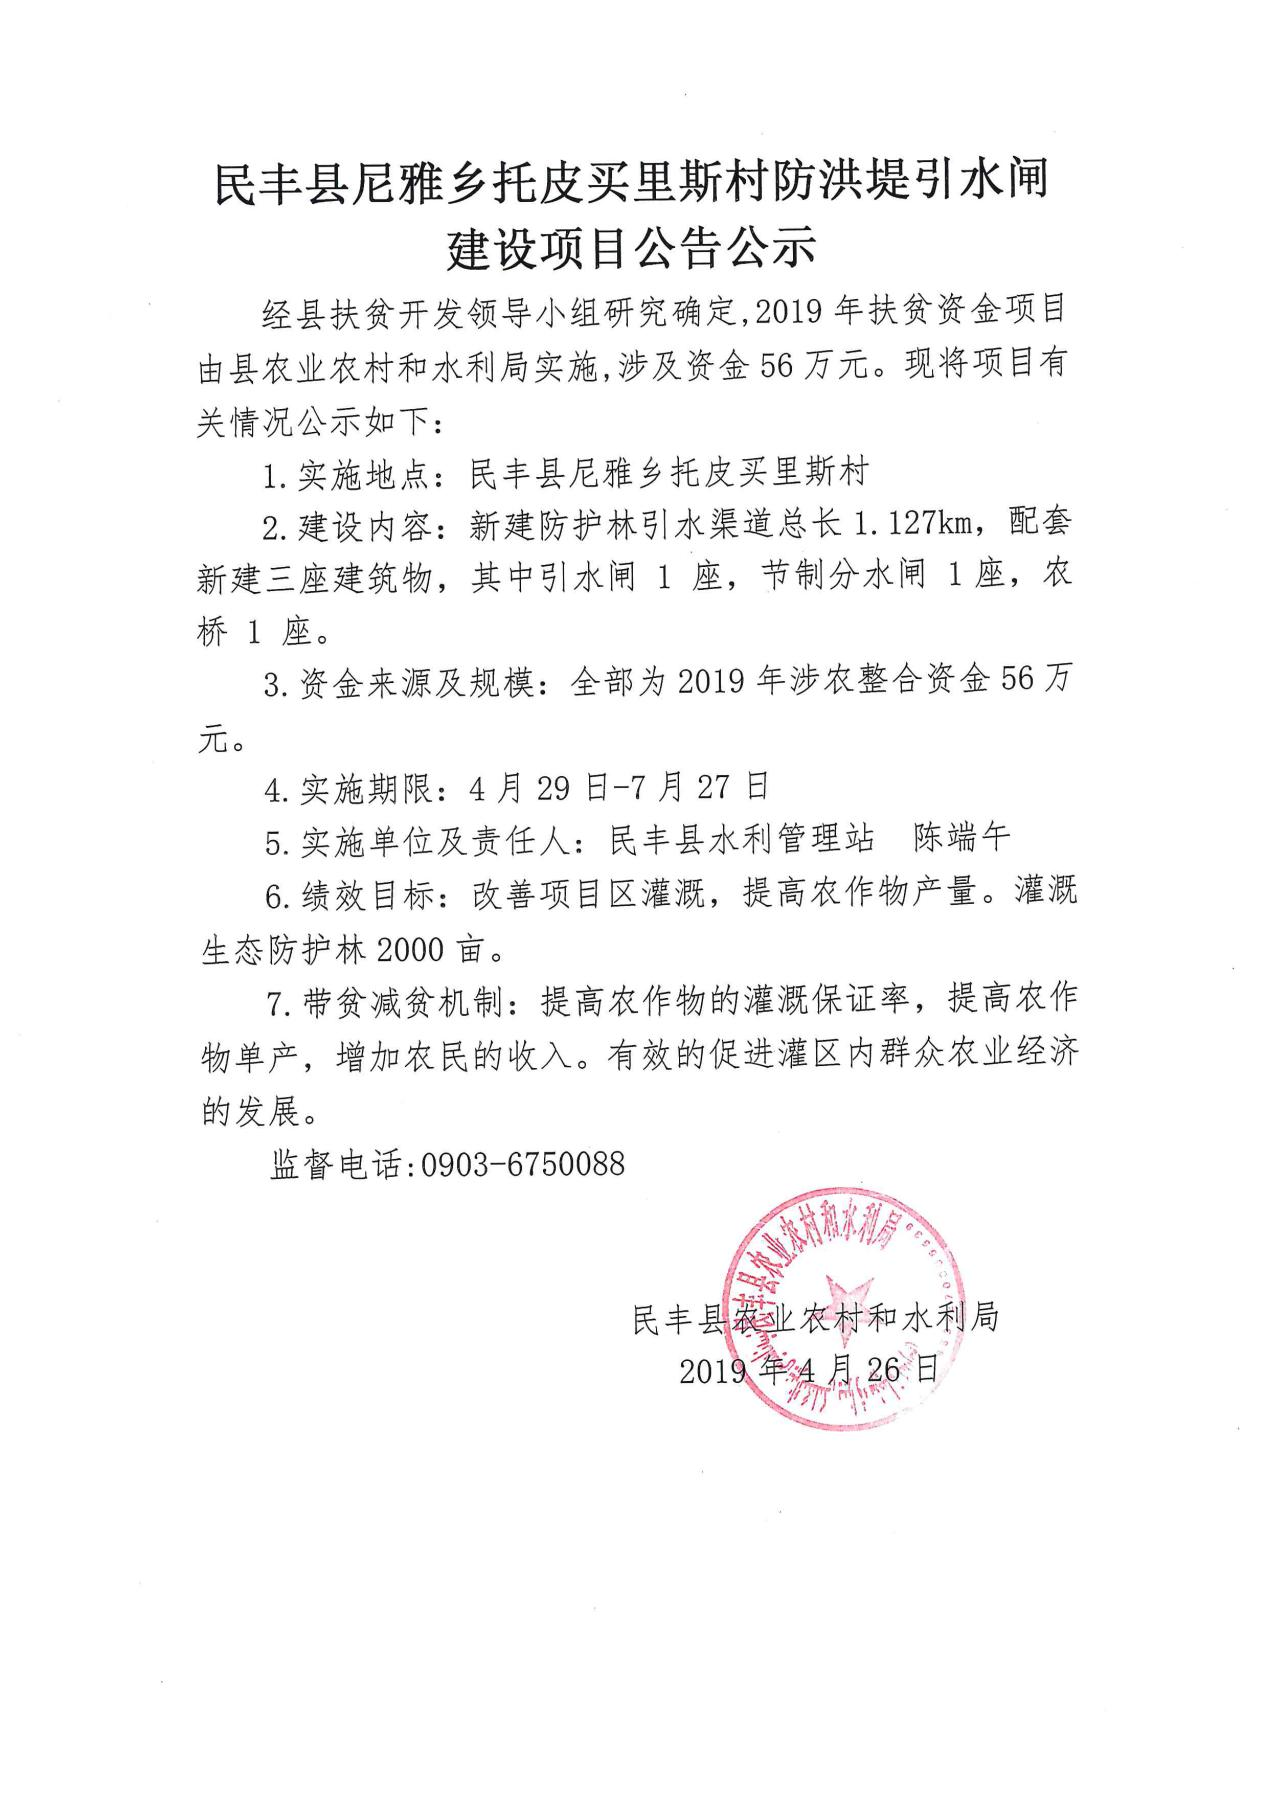 民丰县尼雅乡托皮买里斯村防洪堤引水闸
建设项目公告公示
经县扶贫开发领导小组研究确定,2019年扶贫资金项目
由县农业农村和水利局实施,涉及资金56万元。现将项目有
关情况公示如下：
1.实施地点：民丰县尼雅乡托皮买里斯村
2.建设内容：新建防护林引水渠道总长1.127km，配套
新建三座建筑物，其中引水闸 1 座，节制分水闸 1座，农
桥 1 座。
3.资金来源及规模：全部为2019年涉农整合资金56万
元。
4.实施期限：4月29日-7月27日
5.实施单位及责任人：民丰县水利管理站 陈端午
6.绩效目标：改善项目区灌溉，提高农作物产量。灌溉
生态防护林2000亩。
7.带贫减贫机制：提高农作物的灌溉保证率，提高农作
物单产，增加农民的收入。有效的促进灌区内群众农业经济
的发展。
监督电话:0903-6750088
民丰县农业农村和水利局
民丰县农业农村和水利局
2019年4月26日